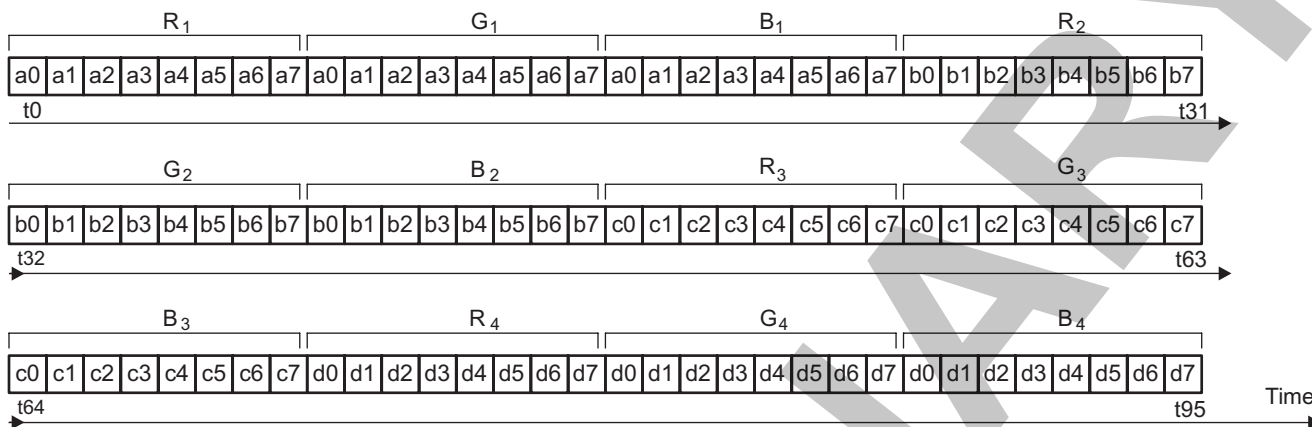 R1 G1 B1 R2
a0 a1 a2 a3 a4 a5 a6 a7 a0 a1 a2 a3 a4 a5 a6 a7 a0 a1 a2 a3 a4 a5 a6 a7 b0 b1 b2 b3 b4 b5 b6 b7
t0 t31
G2 B2 R3 G3
b0 b1 b2 b3 b4 b5 b6 b7 b0 b1 b2 b3 b4 b5 b6 b7 c0 c1 c2 c3 c4 c5 c6 c7 c0 c1 c2 c3 c4 c5 c6 c7
t32 t63
B3 R4 G4 B4
c0 c1 c2 c3 c4 c5 c6 c7 d0 d1 d2 d3 d4 d5 d6 d7 d0 d1 d2 d3 d4 d5 d6 d7 d0 d1 d2 d3 d4 d5 d6 d7
t64 t95 Time